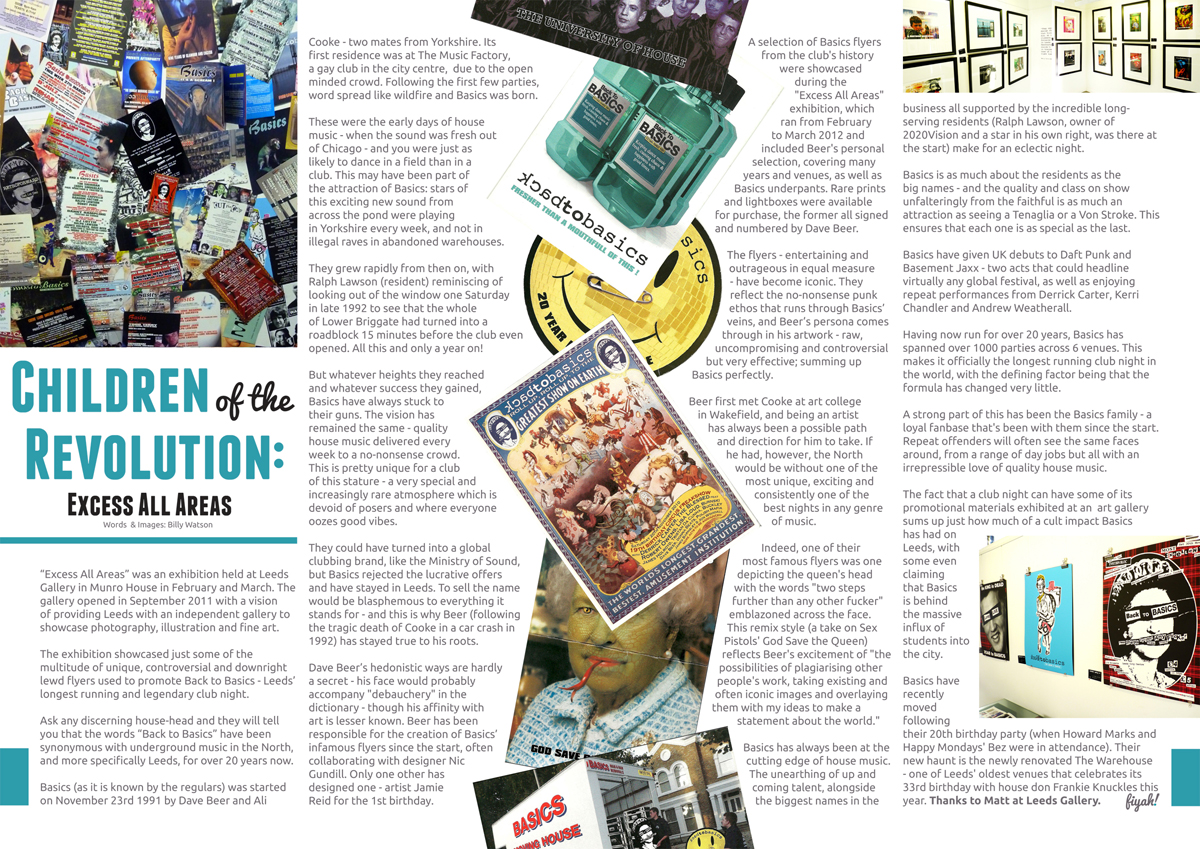 CHILDREN of the
REVOLUTION:
EXCESS ALL AREAS
Words & Images: Billy Watson
“Excess All Areas” was an exhibition held at Leeds
Gallery in Munro House in February and March. The
gallery opened in September 2011 with a vision
of providing Leeds with an independent gallery to
showcase photography, illustration and fine art.
The exhibition showcased just some of the
multitude of unique, controversial and downright
lewd flyers used to promote Back to Basics - Leeds’
longest running and legendary club night.
Ask any discerning house-head and they will tell
you that the words “Back to Basics” have been
synonymous with underground music in the North,
and more specifically Leeds, for over 20 years now.
Basics (as it is known by the regulars) was started
on November 23rd 1991 by Dave Beer and Ali
Cooke - two mates from Yorkshire. Its
first residence was at The Music Factory,
a gay club in the city centre, due to the open
minded crowd. Following the first few parties,
word spread like wildfire and Basics was born.
These were the early days of house
music - when the sound was fresh out
of Chicago - and you were just as
likely to dance in a field than in a
club. This may have been part of
the attraction of Basics: stars of
this exciting new sound from
across the pond were playing
in Yorkshire every week, and not in
illegal raves in abandoned warehouses.
They grew rapidly from then on, with
Ralph Lawson (resident) reminiscing of
looking out of the window one Saturday
in late 1992 to see that the whole
of Lower Briggate had turned into a
roadblock 15 minutes before the club even
opened. All this and only a year on!
But whatever heights they reached
and whatever success they gained,
Basics have always stuck to
their guns. The vision has
remained the same - quality
house music delivered every
week to a no-nonsense crowd.
This is pretty unique for a club
of this stature - a very special and
increasingly rare atmosphere which is
devoid of posers and where everyone
oozes good vibes.
They could have turned into a global
clubbing brand, like the Ministry of Sound,
but Basics rejected the lucrative offers
and have stayed in Leeds. To sell the name
would be blasphemous to everything it
stands for - and this is why Beer (following
the tragic death of Cooke in a car crash in
1992) has stayed true to his roots.
Dave Beer's hedonistic ways are hardly
a secret - his face would probably
accompany "debauchery" in the
dictionary - though his affinity with
art is lesser known. Beer has been
responsible for the creation of Basics’
infamous flyers since the start, often
collaborating with designer Nic
Gundill. Only one other has
designed one - artist Jamie
Reid for the 1st birthday.
THE UNIVERSITY OF HOUSE
Back to
BASICS
BASICS
backtobasics
FRESHER THAN A MOUTHFULL OF THIS !
sics
20 YEAR
backtobasics
ROLL UP ROLL UP TO THE
GREATEST SHOW ON EARTH
THE WORLDS LONGEST, GRANDEST
BESTEST, AMUSEMENT INSTITUTION
GOD SAVE
BASICS
MOVING HOUSE
backtobasics
A selection of Basics flyers
from the club's history
were showcased
during the
"Excess All Areas"
exhibition, which
ran from February
to March 2012 and
included Beer's personal
selection, covering many
years and venues, as well as
Basics underpants. Rare prints
and lightboxes were available
for purchase, the former all signed
and numbered by Dave Beer.
The flyers - entertaining and
outrageous in equal measure
- have become iconic. They
reflect the no-nonsense punk
ethos that runs through Basics’
veins, and Beer's persona comes
through in his artwork - raw,
uncompromising and controversial
but very effective; summing up
Basics perfectly.
Beer first met Cooke at art college
in Wakefield, and being an artist
has always been a possible path
and direction for him to take. If
he had, however, the North
would be without one of the
most unique, exciting and
consistently one of the
best nights in any genre
of music.
Indeed, one of their
most famous flyers was one
depicting the queen's head
with the words "two steps
further than any other fucker"
emblazoned across the face.
This remix style (a take on Sex
Pistols' God Save the Queen)
reflects Beer's excitement of "the
possibilities of plagiarising other
people's work, taking existing and
often iconic images and overlaying
them with my ideas to make a
statement about the world."
Basics has always been at the
cutting edge of house music.
The unearthing of up and
coming talent, alongside
the biggest names in the
business all supported by the incredible long-
serving residents (Ralph Lawson, owner of
2020Vision and a star in his own right, was there at
the start) make for an eclectic night.
Basics is as much about the residents as the
big names - and the quality and class on show
unfalteringly from the faithful is as much an
attraction as seeing a Tenaglia or a Von Stroke. This
ensures that each one is as special as the last.
Basics have given UK debuts to Daft Punk and
Basement Jaxx - two acts that could headline
virtually any global festival, as well as enjoying
repeat performances from Derrick Carter, Kerri
Chandler and Andrew Weatherall.
Having now run for over 20 years, Basics has
spanned over 1000 parties across 6 venues. This
makes it officially the longest running club night in
the world, with the defining factor being that the
formula has changed very little.
A strong part of this has been the Basics family - a
loyal fanbase that's been with them since the start.
Repeat offenders will often see the same faces
around, from a range of day jobs but all with an
irrepressible love of quality house music.
The fact that a club night can have some of its
promotional materials exhibited at an art gallery
sums up just how much of a cult impact Basics
has had on
Leeds, with
some even
claiming
that Basics
is behind
the massive
influx of
students into
the city.
Basics have
recently
moved
following
their 20th birthday party (when Howard Marks and
Happy Mondays' Bez were in attendance). Their
new haunt is the newly renovated The Warehouse
- one of Leeds' oldest venues that celebrates its
33rd birthday with house don Frankie Knuckles this
year. Thanks to Matt at Leeds Gallery.
fiyah!
Back TO BASICS